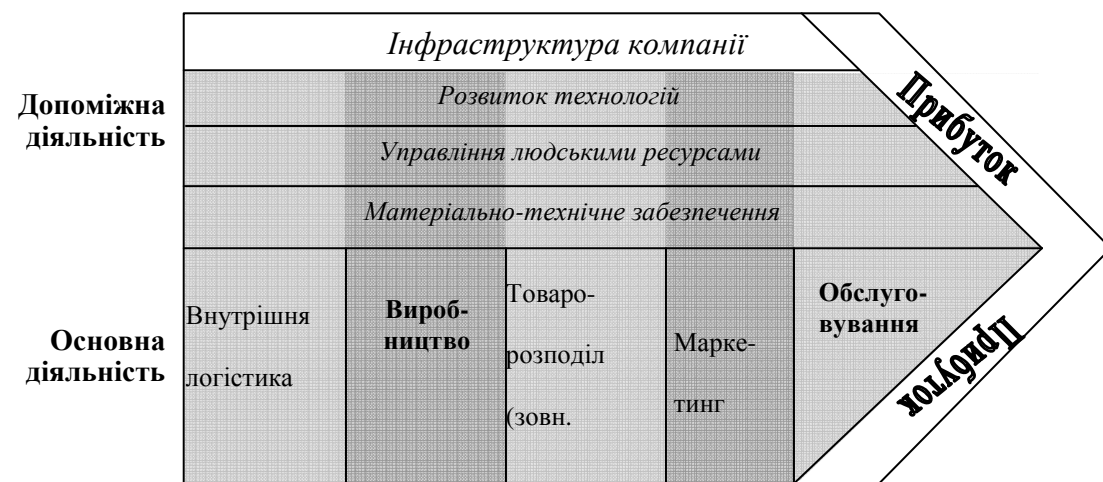 Інфраструктура компанії
Допоміжна
діяльність
Розвиток технологій
Управління людськими ресурсами
Матеріально-технічне забезпечення
Прибуток
Основна
діяльність
Внутрішня
логістика
Вироб-
ництво
Товаро-
розподіл
(зовн.
Марке-
тинг
Обслуго-
вування
Прибуток